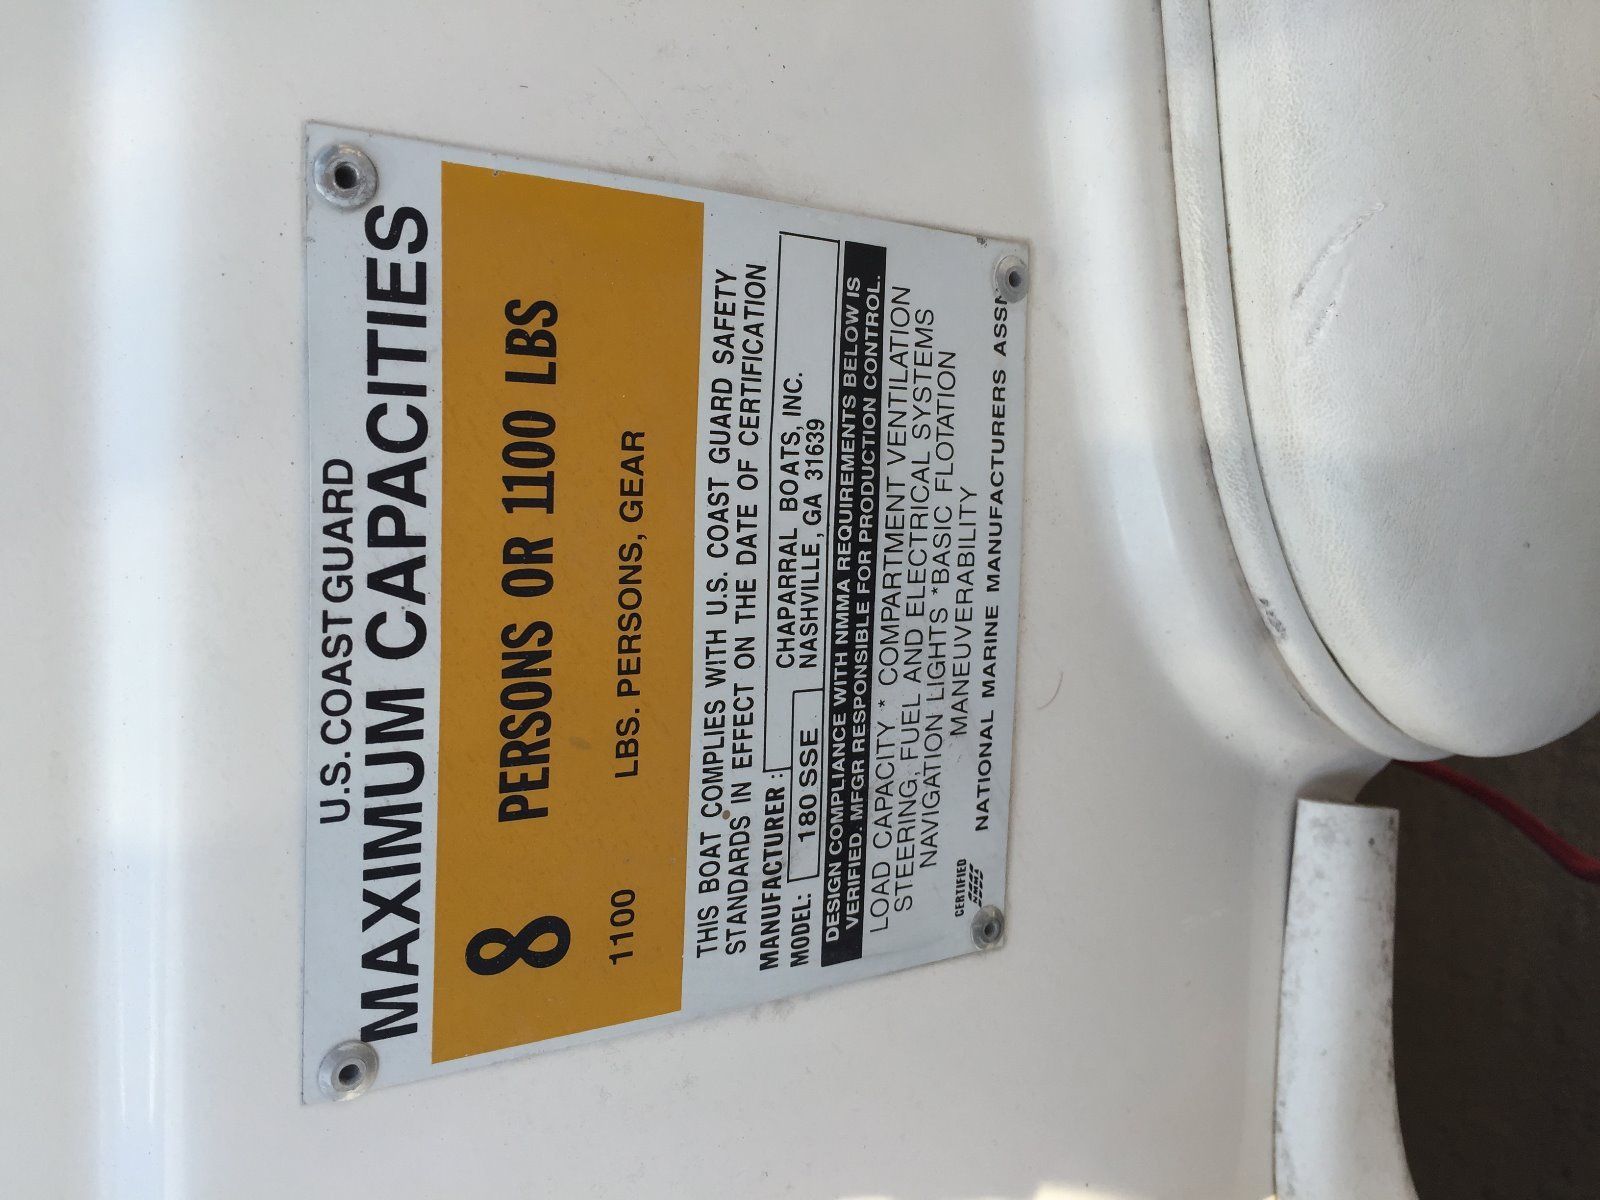 U.S. COAST GUARD
MAXIMUM CAPACITIES
8 PERSONS OR 1100 LBS
1100 LBS. PERSONS, GEAR
THIS BOAT COMPLIES WITH U.S. COAST GUARD SAFETY
STANDARDS IN EFFECT ON THE DATE OF CERTIFICATION
MANUFACTURER:
CHAPARRAL BOATS, INC.
MODEL: 180 SSE NASHVILLE, GA 31639
DESIGN COMPLIANCE WITH NMMA REQUIREMENTS BELOW IS
VERIFIED. MFGR RESPONSIBLE FOR PRODUCTION CONTROL.
LOAD CAPACITY * COMPARTMENT VENTILATION
STEERING, FUEL AND ELECTRICAL SYSTEMS
NAVIGATION LIGHTS *BASIC FLOTATION
MANEUVERABILITY
CERTIFIED
NMMA
NATIONAL MARINE MANUFACTURERS ASSN